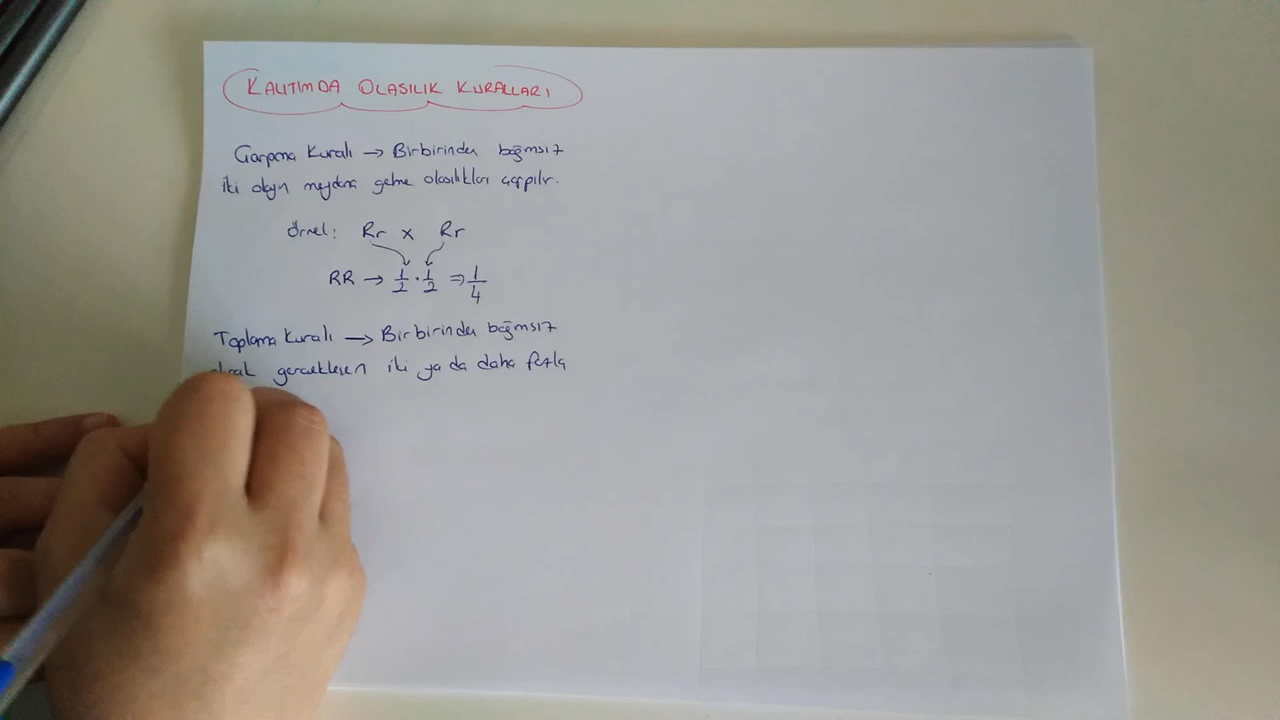 KALITIMDA OLASILIK KURALLARI
Çarpma Kuralı → Birbirinden bağımsız
iki olayın meydana gelme olasılıkları çarpılır.
Örnek: Rr x Rr
RR → 1/2 · 1/2 ⇒ 1/4
Toplama Kuralı → Birbirinden bağımsız
olarak gerçekleşen iki ya da daha fazla